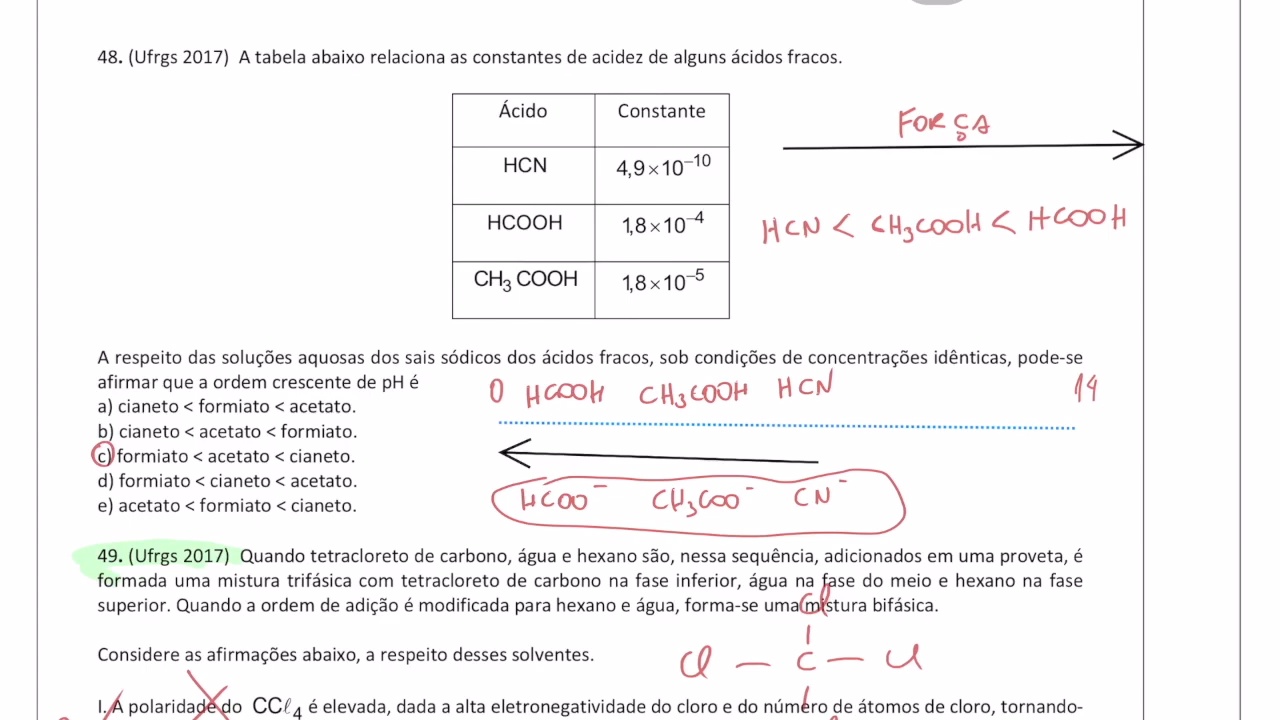 48. (Ufrgs 2017) A tabela abaixo relaciona as constantes de acidez de alguns ácidos fracos.
Ácido Constante
HCN 4,9×10⁻¹⁰
HCOOH 1,8×10⁻⁴
CH₃ COOH 1,8×10⁻⁵
FORÇA
HCN < CH₃COOH < HCOOH
A respeito das soluções aquosas dos sais sódicos dos ácidos fracos, sob condições de concentrações idênticas, pode-se
afirmar que a ordem crescente de pH é
a) cianeto < formiato < acetato.
b) cianeto < acetato < formiato.
c) formiato < acetato < cianeto.
d) formiato < cianeto < acetato.
e) acetato < formiato < cianeto.
0 HCOOH CH₃COOH HCN 14
HCOO⁻ CH₃COO⁻ CN⁻
49. (Ufrgs 2017) Quando tetracloreto de carbono, água e hexano são, nessa sequência, adicionados em uma proveta, é
formada uma mistura trifásica com tetracloreto de carbono na fase inferior, água na fase do meio e hexano na fase
superior. Quando a ordem de adição é modificada para hexano e água, forma-se uma mistura bifásica.
Cl
Considere as afirmações abaixo, a respeito desses solventes.
Cl — C — Cl
I. A polaridade do CCℓ₄ é elevada, dada a alta eletronegatividade do cloro e do número de átomos de cloro, tornando-